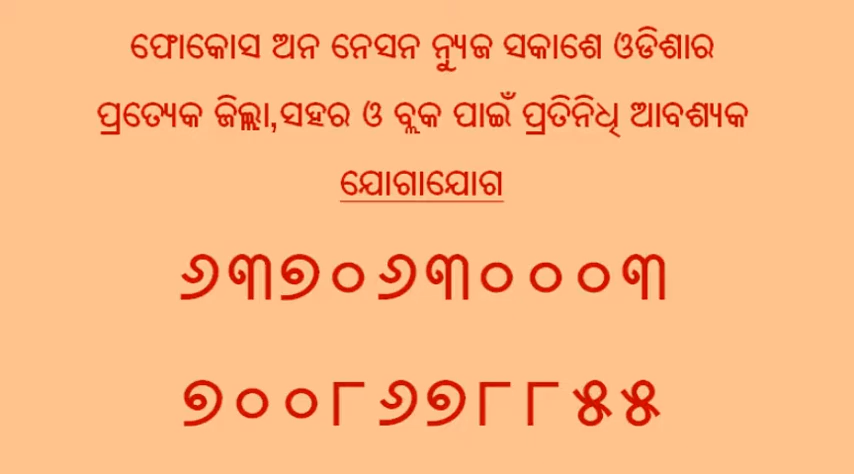 ଫୋକୋସ ଅନ ନେସନ ନ୍ୟୁଜ ସକାଶେ ଓଡିଶାର
ପ୍ରତ୍ୟେକ ଜିଲ୍ଲା,ସହର ଓ ବ୍ଲକ ପାଇଁ ପ୍ରତିନିଧି ଆବଶ୍ୟକ
ଯୋଗାଯୋଗ
୬୩୭୦୬୩୦୦୦୩
୭୦୦୮୬୭୮୮୫୫